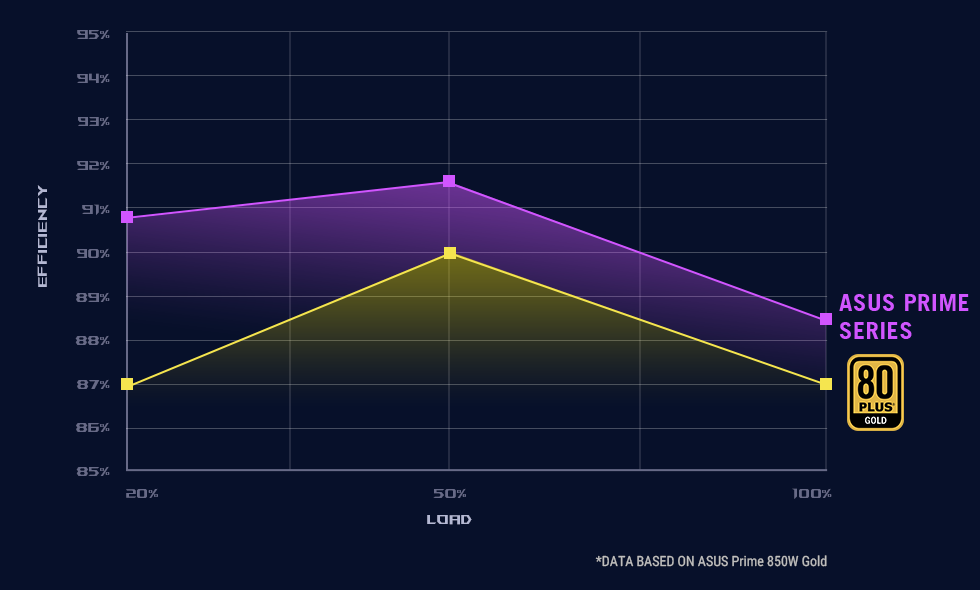 95%
94%
93%
92%
91%
90%
89%
88%
87%
86%
85%
EFFICIENCY
20%
50%
100%
LOAD
ASUS PRIME
SERIES
80
PLUS
GOLD
*DATA BASED ON ASUS Prime 850W Gold